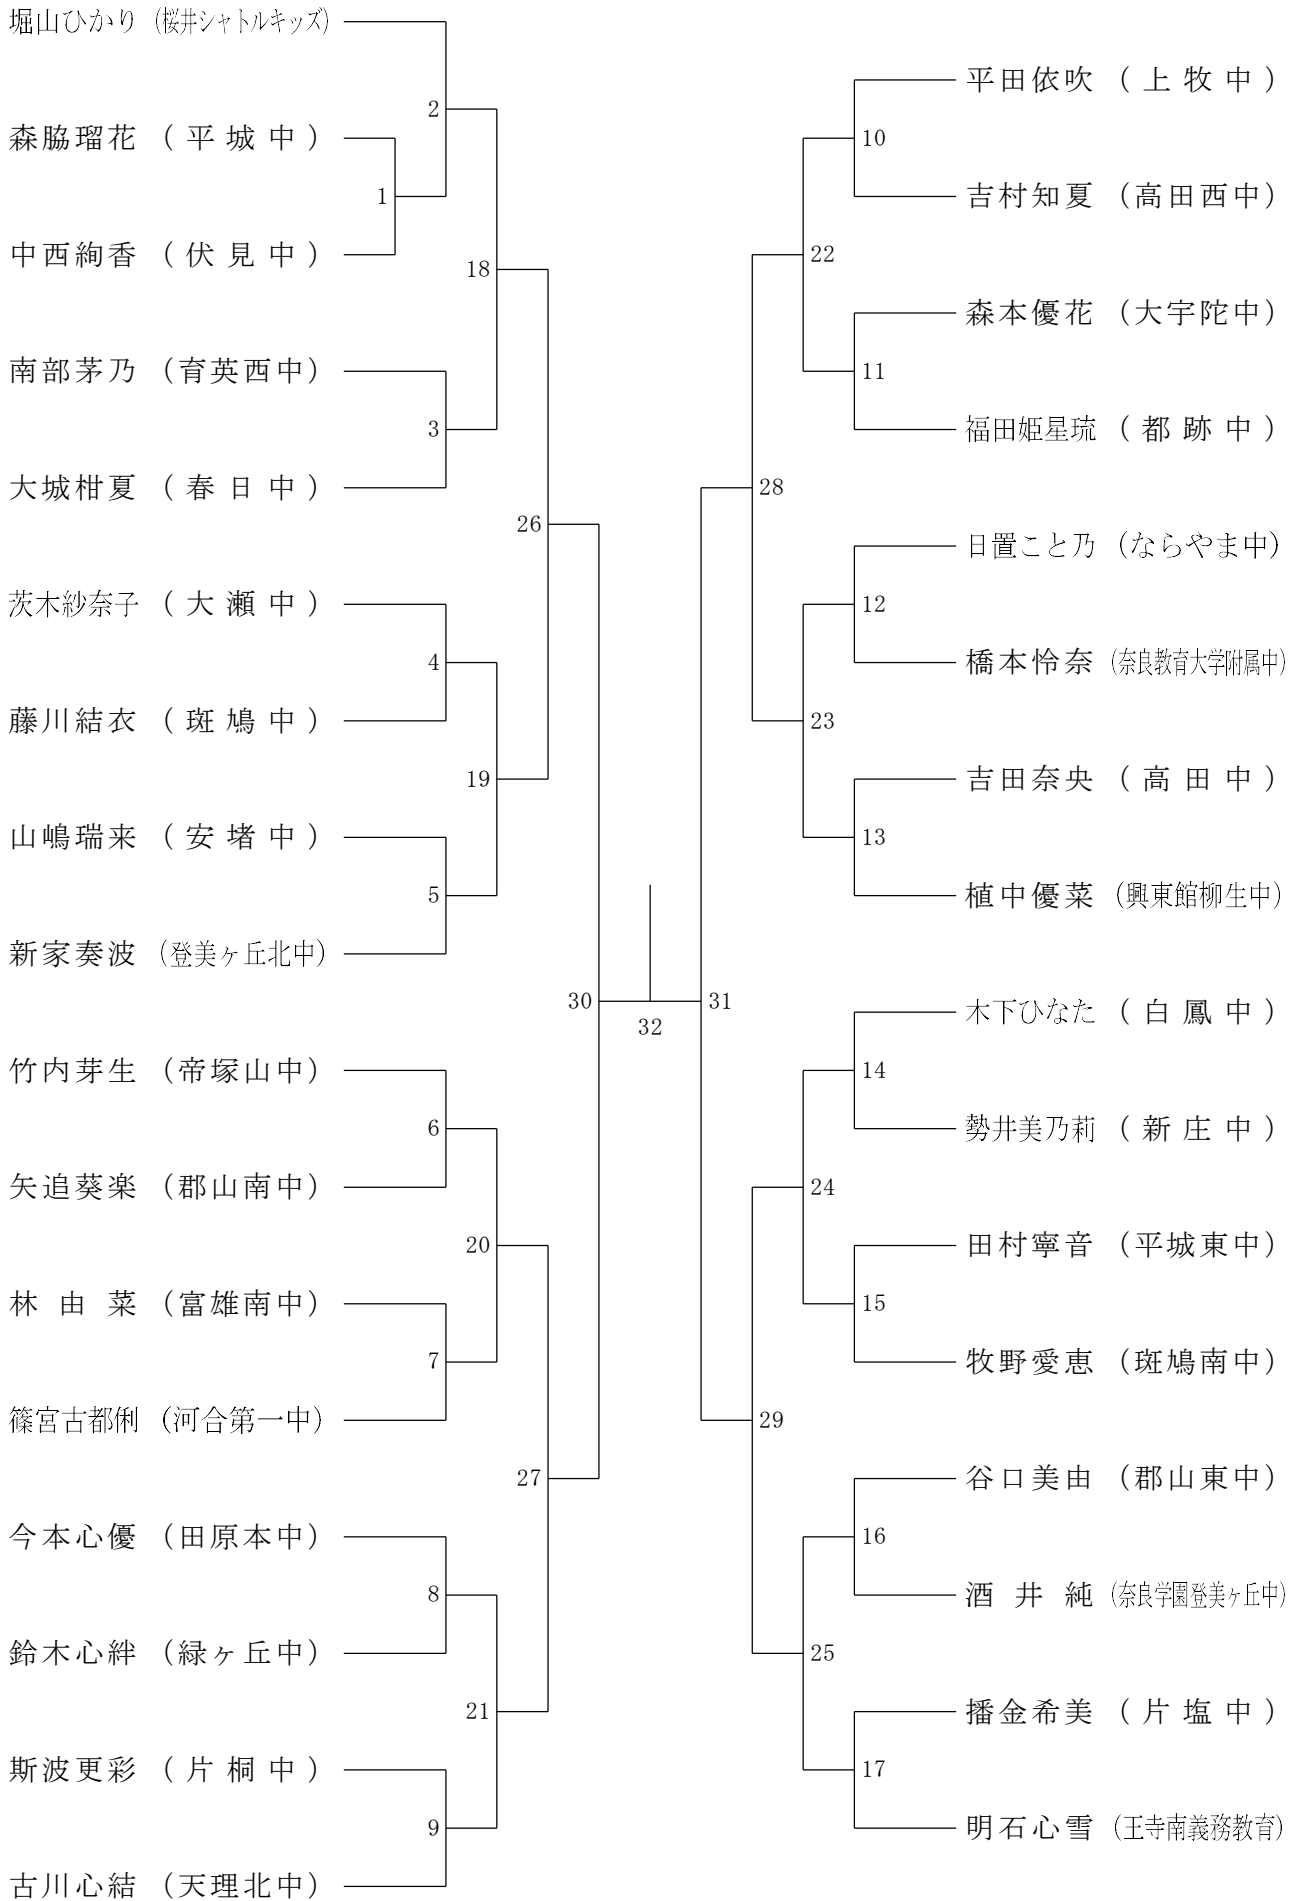 堀山ひかり (桜井シャトルキッズ)
2
森脇瑠花 (平城中)
1
中西絢香 (伏見中)
18
南部茅乃 (育英西中)
3
大城柑夏 (春日中)
26
茨木紗奈子 (大瀬中)
4
藤川結衣 (斑鳩中)
19
山嶋瑞来 (安堵中)
5
新家奏波 (登美ヶ丘北中)
30
竹内芽生 (帝塚山中)
6
矢追葵楽 (郡山南中)
20
林由菜 (富雄南中)
7
篠宮古都俐 (河合第一中)
27
今本心優 (田原本中)
8
鈴木心絆 (緑ヶ丘中)
21
斯波更彩 (片桐中)
9
古川心結 (天理北中)
32
平田依吹 (上牧中)
10
吉村知夏 (高田西中)
22
森本優花 (大宇陀中)
11
福田姫星琉 (都跡中)
28
日置こと乃 (ならやま中)
12
橋本怜奈 (奈良教育大学附属中)
23
吉田奈央 (高田中)
13
植中優菜 (興東館柳生中)
31
木下ひなた (白鳳中)
14
勢井美乃莉 (新庄中)
24
田村寧音 (平城東中)
15
牧野愛恵 (斑鳩南中)
29
谷口美由 (郡山東中)
16
酒井純 (奈良学園登美ヶ丘中)
25
播金希美 (片塩中)
17
明石心雪 (王寺南義務教育)